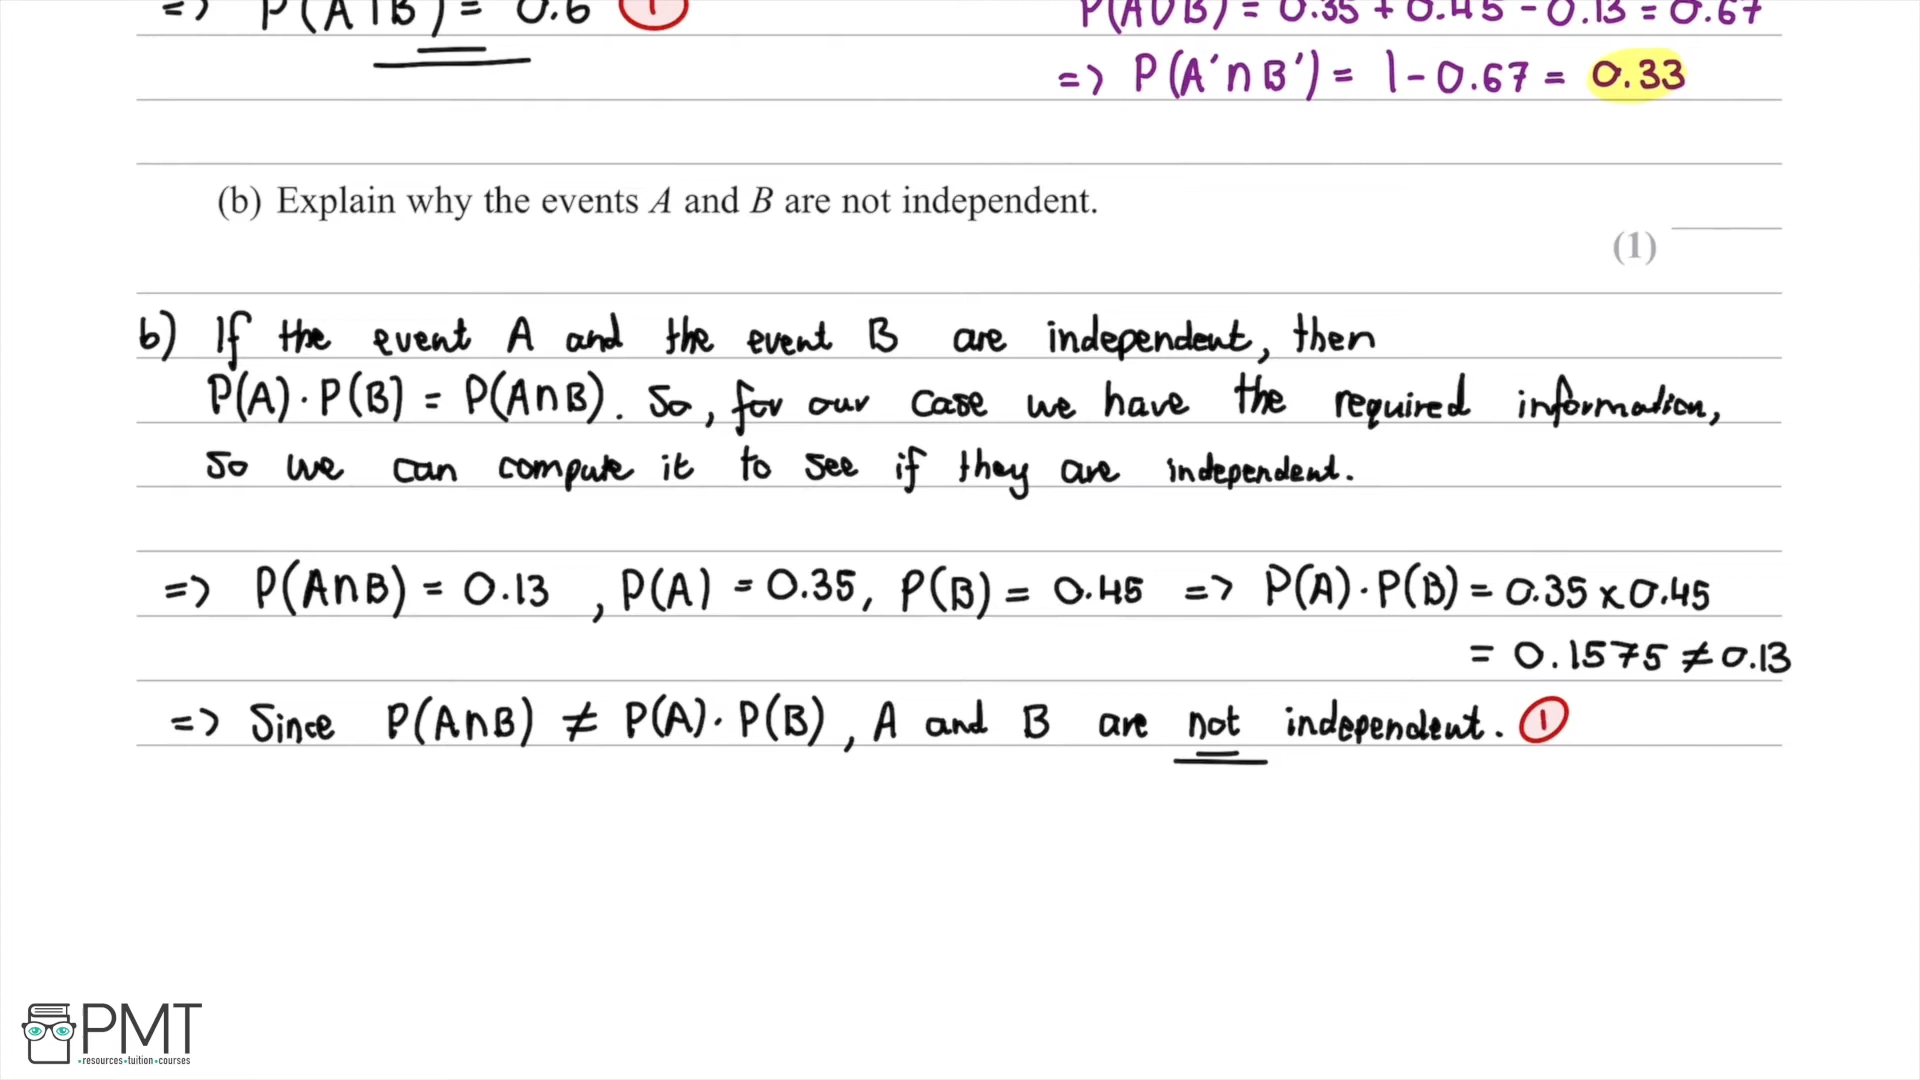 => P(A|B') = 0.6 1
P(AUB) = 0.35 + 0.45 - 0.13 = 0.67
=> P(A'∩B') = 1 - 0.67 = 0.33
(b) Explain why the events A and B are not independent.
(1)
b) If the event A and the event B are independent, then
P(A)·P(B) = P(A∩B). So, for our case we have the required information,
so we can compute it to see if they are independent.
=> P(A∩B) = 0.13, P(A) = 0.35, P(B) = 0.45 => P(A)·P(B) = 0.35 x 0.45
= 0.1575 ≠ 0.13
=> Since P(A∩B) ≠ P(A)·P(B), A and B are not independent. 1
PMT
•resources•tuition•courses